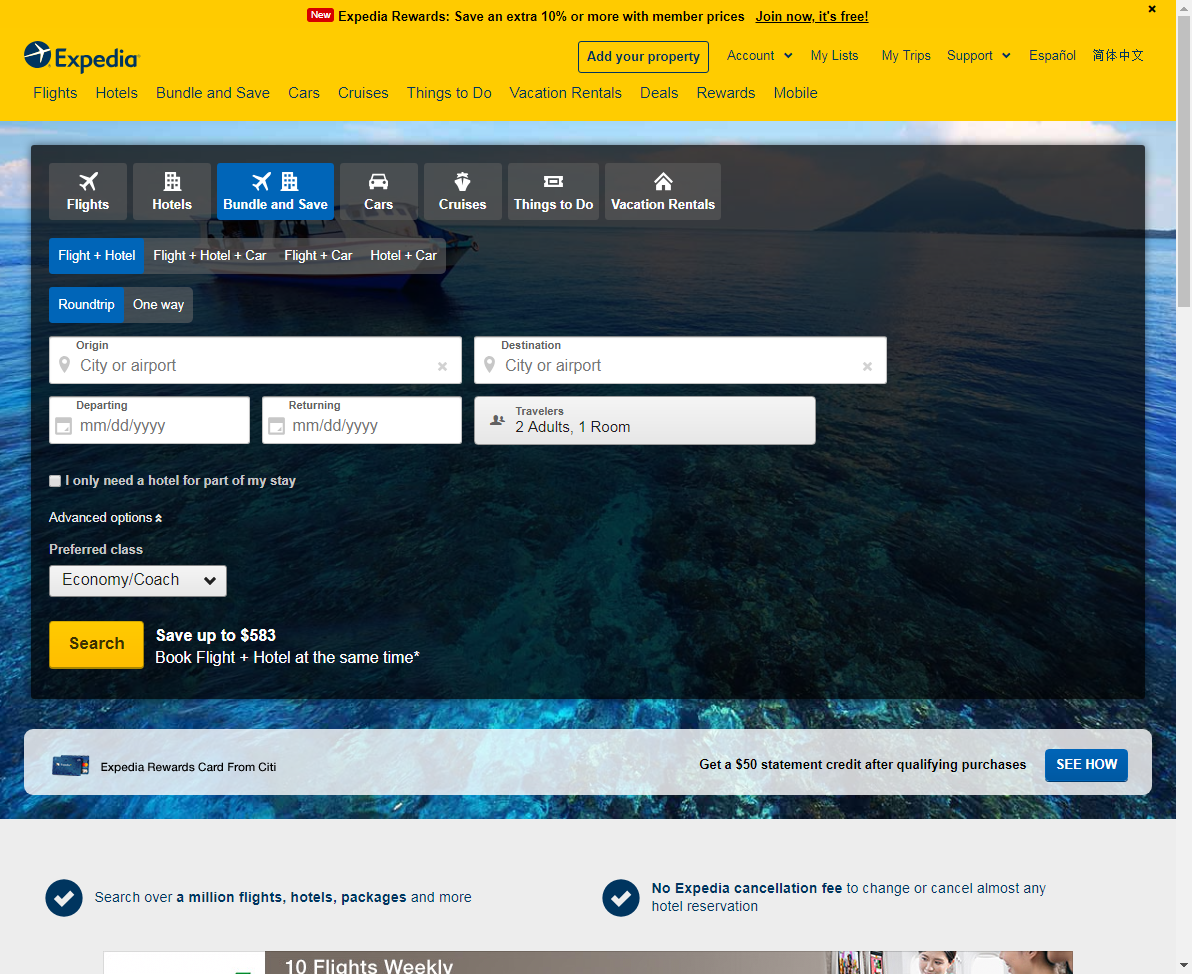 New Expedia Rewards: Save an extra 10% or more with member prices Join now, it's free!
Expedia
Add your property Account My Lists My Trips Support Español 简体中文
Flights Hotels Bundle and Save Cars Cruises Things to Do Vacation Rentals Deals Rewards Mobile
Flights Hotels Bundle and Save Cars Cruises Things to Do Vacation Rentals
Flight + Hotel Flight + Hotel + Car Flight + Car Hotel + Car
Roundtrip One way
Origin Destination
City or airport City or airport
Departing Returning Travelers
mm/dd/yyyy mm/dd/yyyy 2 Adults, 1 Room
I only need a hotel for part of my stay
Advanced options
Preferred class
Economy/Coach
Search
Save up to $583
Book Flight + Hotel at the same time*
Expedia Rewards Card From Citi Get a $50 statement credit after qualifying purchases SEE HOW
Search over a million flights, hotels, packages and more
No Expedia cancellation fee to change or cancel almost any
hotel reservation
10 Flights Weekly